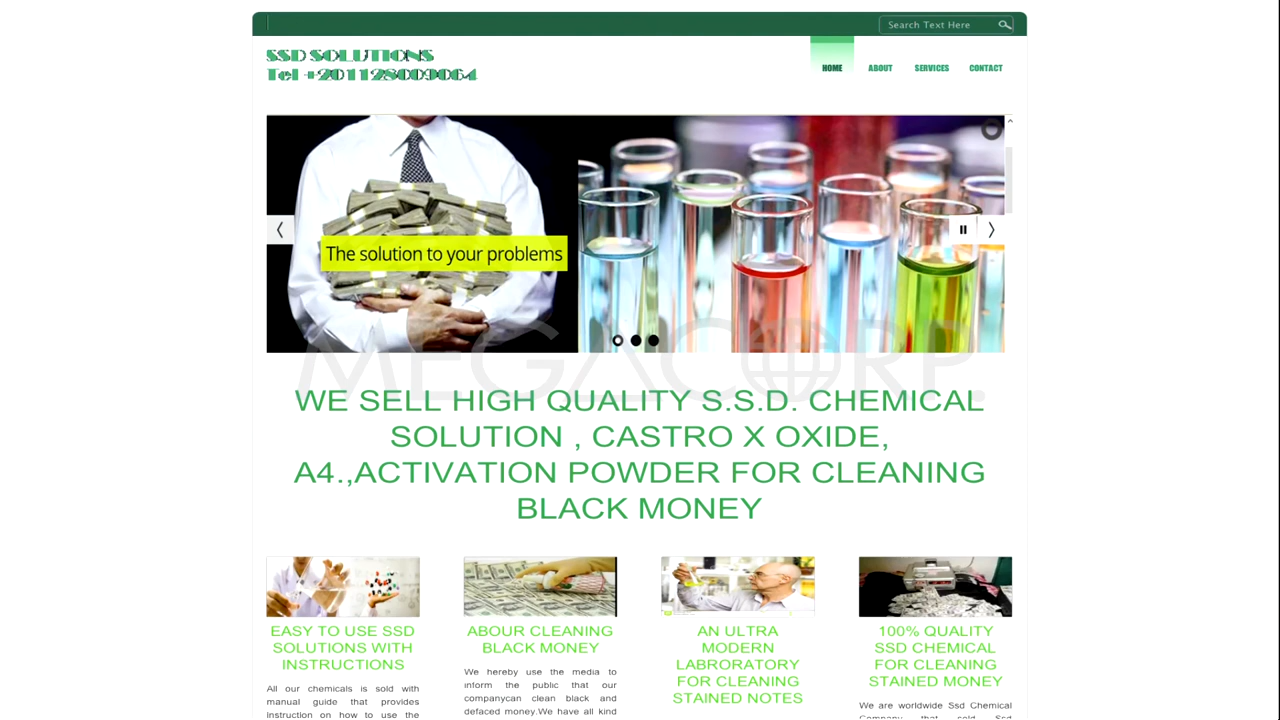 Search Text Here
SSD SOLUTIONS
Tel +201128009064
HOME ABOUT SERVICES CONTACT
The solution to your problems
MEGACORP.
WE SELL HIGH QUALITY S.S.D. CHEMICAL
SOLUTION , CASTRO X OXIDE,
A4.,ACTIVATION POWDER FOR CLEANING
BLACK MONEY
EASY TO USE SSD
SOLUTIONS WITH
INSTRUCTIONS
All our chemicals is sold with
manual guide that provides
instruction on how to use the
ABOUR CLEANING
BLACK MONEY
We hereby use the media to
inform the public that our
companycan clean black and
defaced money.We have all kind
AN ULTRA
MODERN
LABRORATORY
FOR CLEANING
STAINED NOTES
100% QUALITY
SSD CHEMICAL
FOR CLEANING
STAINED MONEY
We are worldwide Ssd Chemical
Company that sold Ssd